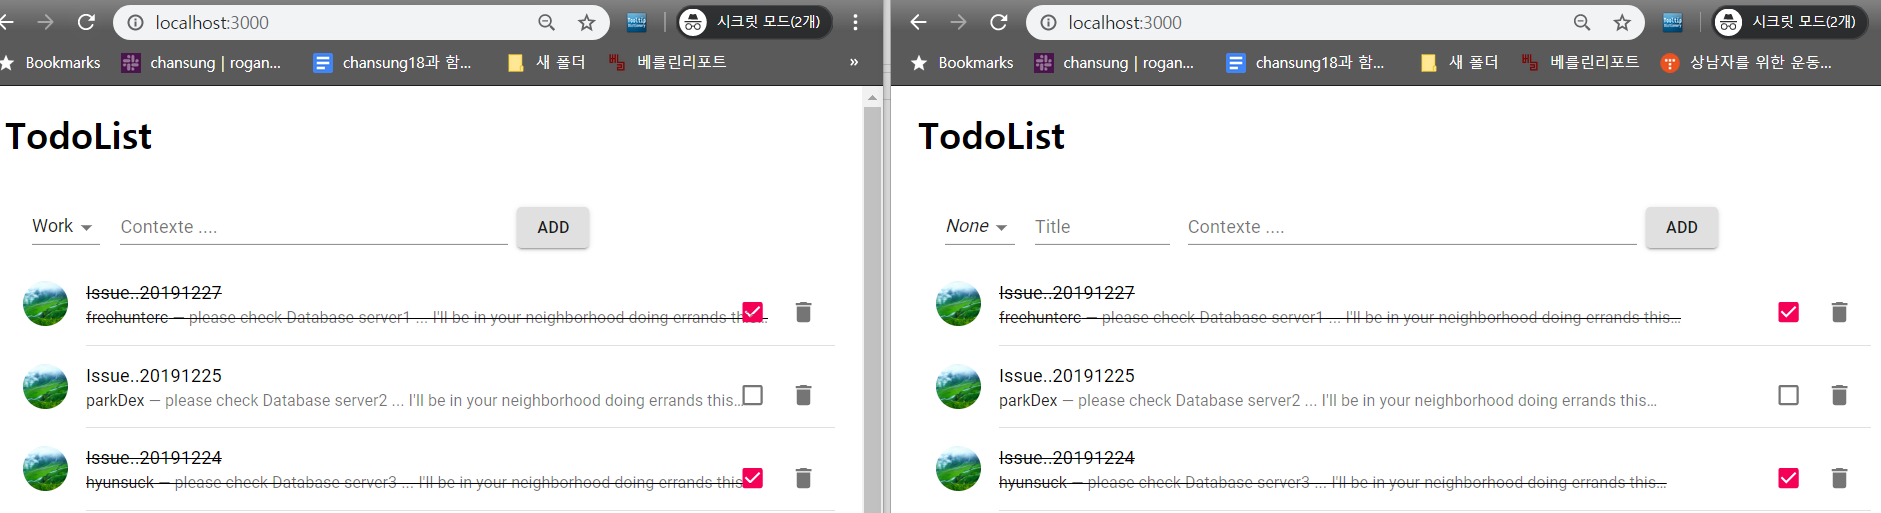 localhost:3000
시크릿 모드(2개)
Bookmarks
chansung | rogan...
chansung18과 함...
새 폴더
베를린리포트
»
TodoList
Work
Contexte ....
ADD
Issue..20191227
freehunterc — please check Database server1 ... I'll be in your neighborhood doing errands this...
Issue..20191225
parkDex — please check Database server2 ... I'll be in your neighborhood doing errands this...
Issue..20191224
hyunsuck — please check Database server3 ... I'll be in your neighborhood doing errands this
localhost:3000
Tooltip
시크릿 모드(2개)
Bookmarks
chansung | rogan...
chansung18과 함...
새 폴더
베를린리포트
상남자를 위한 운동...
TodoList
None
Title
Contexte ....
ADD
Issue..20191227
freehunterc — please check Database server1 ... I'll be in your neighborhood doing errands this...
Issue..20191225
parkDex — please check Database server2 ... I'll be in your neighborhood doing errands this...
Issue..20191224
hyunsuck — please check Database server3 ... I'll be in your neighborhood doing errands this...